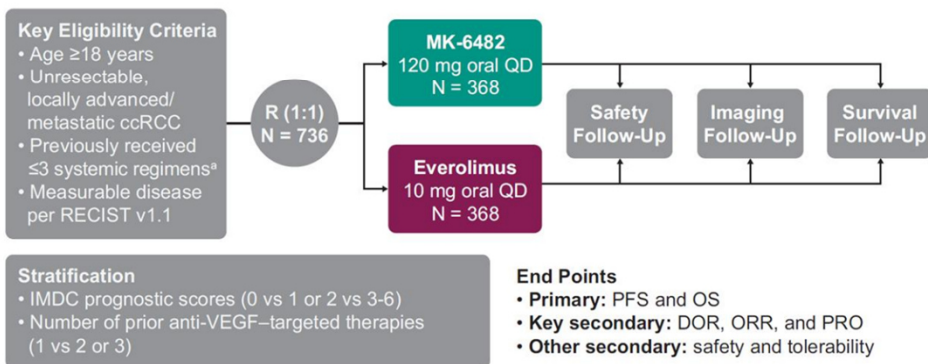 Key Eligibility Criteria
• Age ≥18 years
• Unresectable,
locally advanced/
metastatic ccRCC
• Previously received
≤3 systemic regimensᵃ
• Measurable disease
per RECIST v1.1
R (1:1)
N = 736
MK-6482
120 mg oral QD
N = 368
Everolimus
10 mg oral QD
N = 368
Safety
Follow-Up
Imaging
Follow-Up
Survival
Follow-Up
Stratification
• IMDC prognostic scores (0 vs 1 or 2 vs 3-6)
• Number of prior anti-VEGF–targeted therapies
(1 vs 2 or 3)
End Points
• Primary: PFS and OS
• Key secondary: DOR, ORR, and PRO
• Other secondary: safety and tolerability